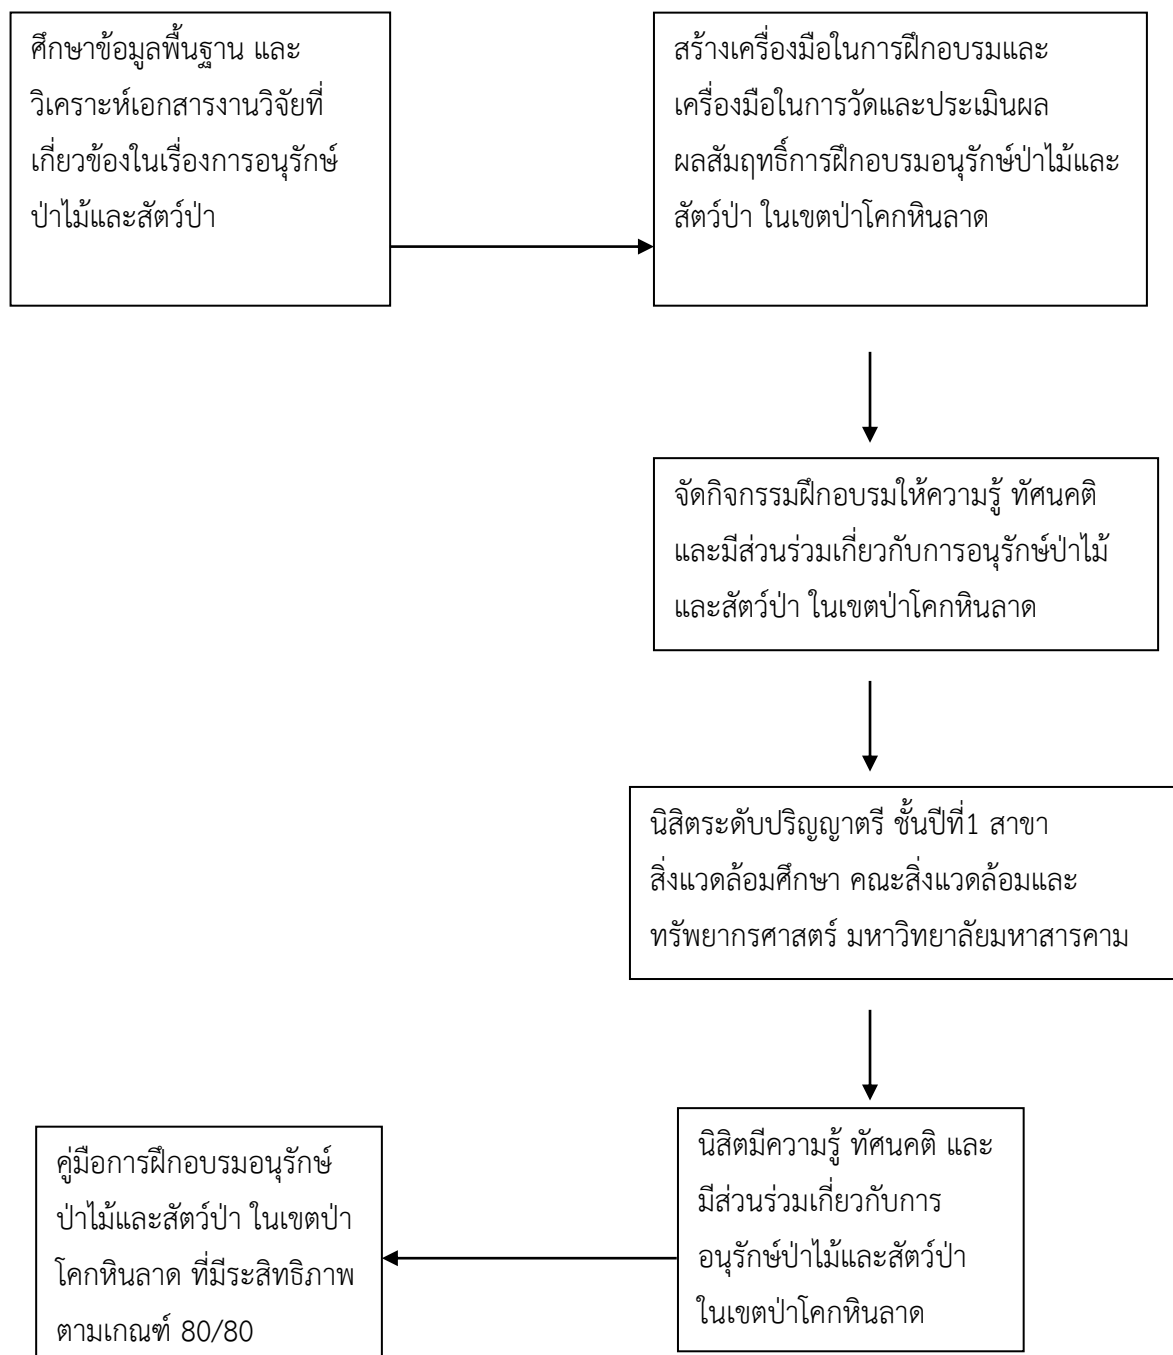 ศึกษาข้อมูลพื้นฐาน และ
วิเคราะห์เอกสารงานวิจัยที่
เกี่ยวข้องในเรื่องการอนุรักษ์
ป่าไม้และสัตว์ป่า
สร้างเครื่องมือในการฝึกอบรมและ
เครื่องมือในการวัดและประเมินผล
ผลสัมฤทธิ์การฝึกอบรมอนุรักษ์ป่าไม้และ
สัตว์ป่า ในเขตป่าโคกหินลาด
จัดกิจกรรมฝึกอบรมให้ความรู้ ทัศนคติ
และมีส่วนร่วมเกี่ยวกับการอนุรักษ์ป่าไม้
และสัตว์ป่า ในเขตป่าโคกหินลาด
นิสิตระดับปริญญาตรี ชั้นปีที่1 สาขา
สิ่งแวดล้อมศึกษา คณะสิ่งแวดล้อมและ
ทรัพยากรศาสตร์ มหาวิทยาลัยมหาสารคาม
นิสิตมีความรู้ ทัศนคติ และ
มีส่วนร่วมเกี่ยวกับการ
อนุรักษ์ป่าไม้และสัตว์ป่า
ในเขตป่าโคกหินลาด
คู่มือการฝึกอบรมอนุรักษ์
ป่าไม้และสัตว์ป่า ในเขตป่า
โคกหินลาด ที่มีระสิทธิภาพ
ตามเกณฑ์ 80/80